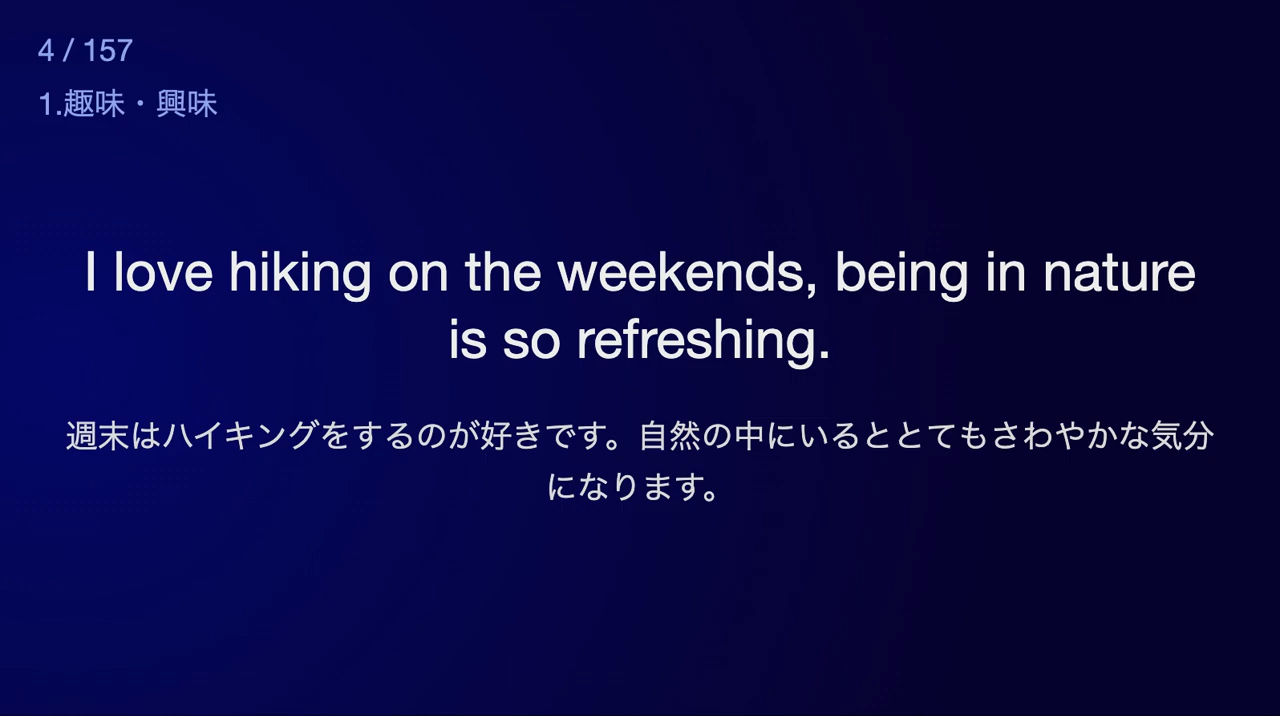 4 / 157
1.趣味・興味
I love hiking on the weekends, being in nature
is so refreshing.
週末はハイキングをするのが好きです。自然の中にいるととてもさわやかな気分
になります。